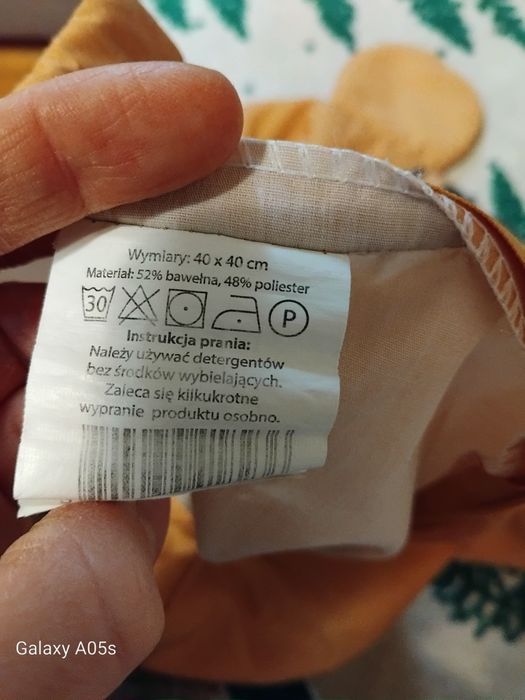 Wymiary: 40 x 40 cm
Materiał: 52% bawełna, 48% poliester
30 P
Instrukcja prania:
Należy używać detergentów
bez środków wybielających.
Zaleca się kilkukrotne
wypranie produktu osobno.
Galaxy A05s